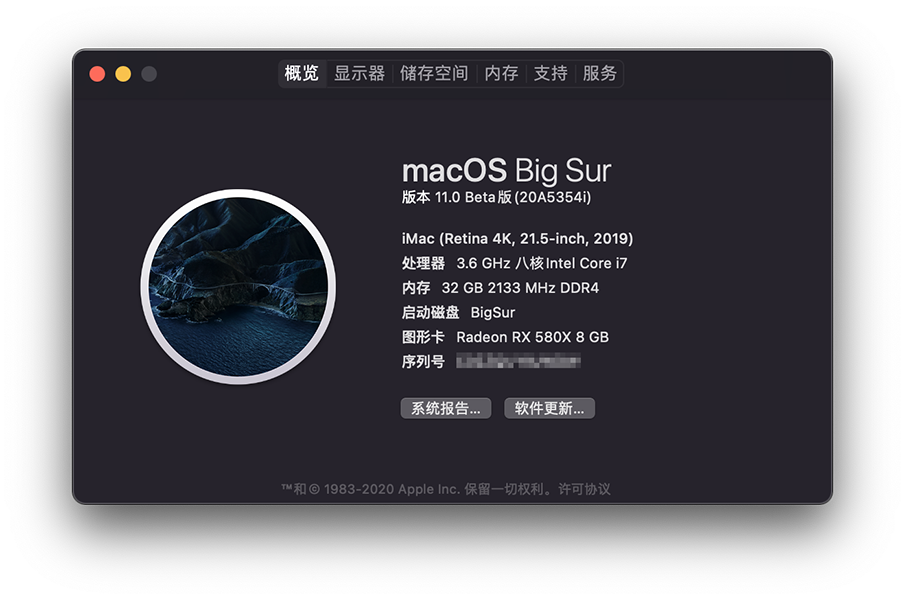 概览 显示器 储存空间 内存 支持 服务
macOS Big Sur
版本 11.0 Beta版 (20A5354i)
iMac (Retina 4K, 21.5-inch, 2019)
处理器 3.6 GHz 八核Intel Core i7
内存 32 GB 2133 MHz DDR4
启动磁盘 BigSur
图形卡 Radeon RX 580X 8 GB
序列号
系统报告... 软件更新...
™和© 1983-2020 Apple Inc. 保留一切权利。许可协议